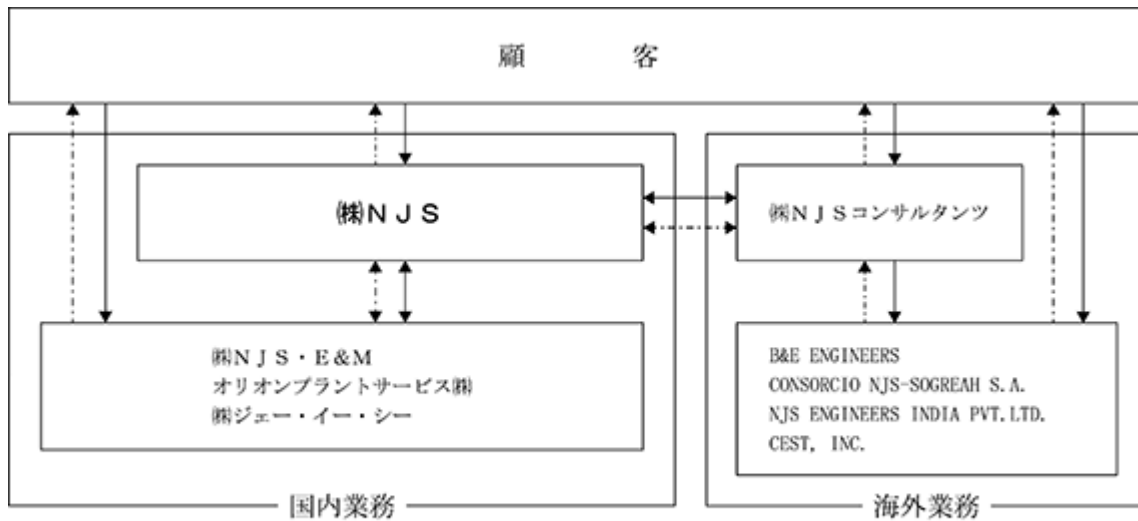 顧　　　客
㈱ＮＪＳ
㈱ＮＪＳコンサルタンツ
㈱ＮＪＳ・Ｅ＆Ｍ
オリオンプラントサービス㈱
㈱ジェー・イー・シー
B&E ENGINEERS
CONSORCIO NJS-SOGREAH S.A.
NJS ENGINEERS INDIA PVT.LTD.
CEST, INC.
国内業務
海外業務